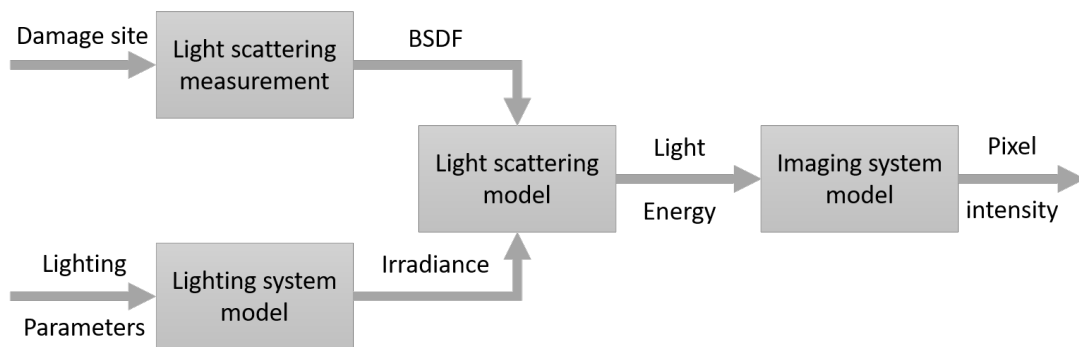 Damage site
Light scattering
measurement
BSDF
Light scattering
model
Light
Energy
Imaging system
model
Pixel
intensity
Lighting
Parameters
Lighting system
model
Irradiance